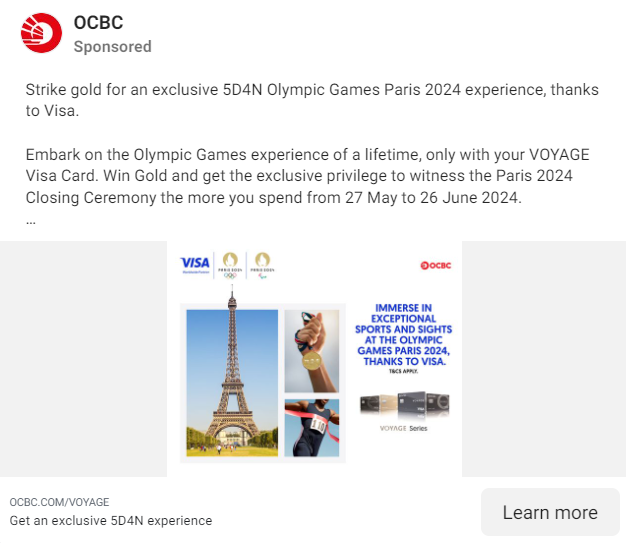 OCBC
Sponsored
Strike gold for an exclusive 5D4N Olympic Games Paris 2024 experience, thanks
to Visa.
Embark on the Olympic Games experience of a lifetime, only with your VOYAGE
Visa Card. Win Gold and get the exclusive privilege to witness the Paris 2024
Closing Ceremony the more you spend from 27 May to 26 June 2024.
...
VISA
PARIS 2024
PARIS 2024
OCBC
IMMERSE IN
EXCEPTIONAL
SPORTS AND SIGHTS
AT THE OLYMPIC
GAMES PARIS 2024,
THANKS TO VISA.
T&CS APPLY.
VOYAGE Series
OCBC.COM/VOYAGE
Get an exclusive 5D4N experience
Learn more